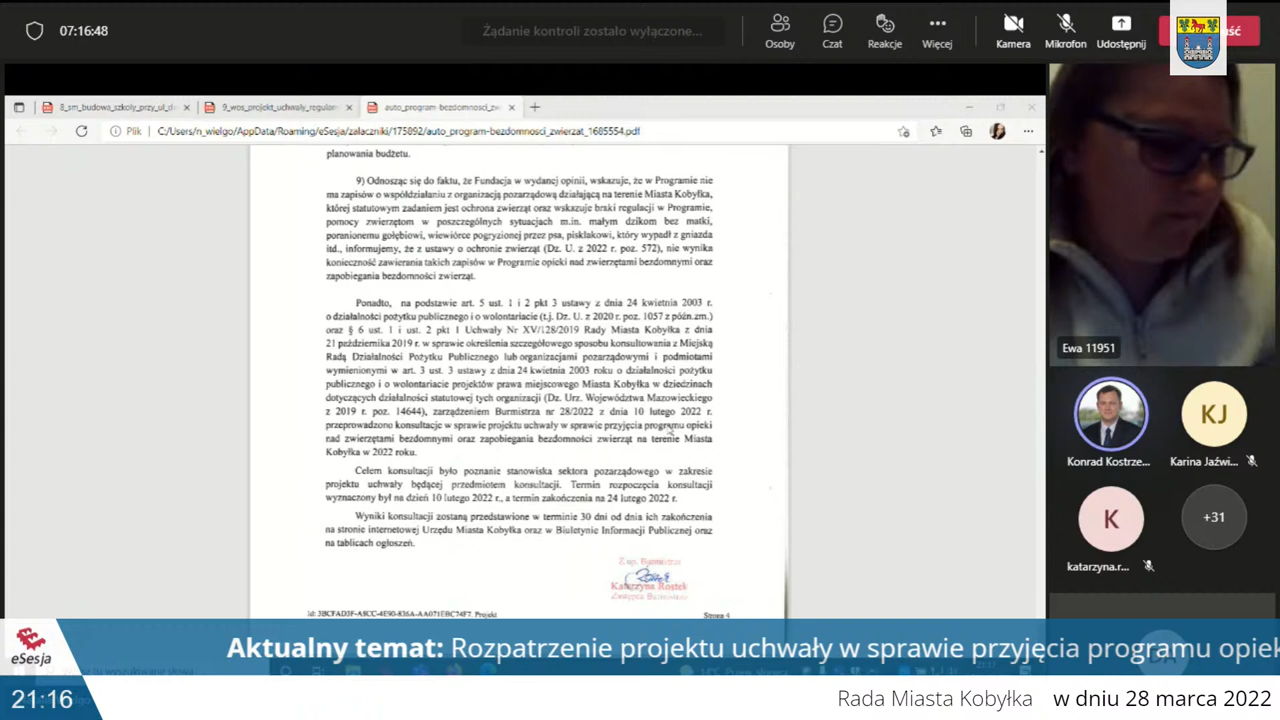 07:16:48
Żądanie kontroli zostało wyłączone...
Osoby
Czat
Reakcje
Więcej
Kamera
Mikrofon
Udostępnij
ść
8_sm_budowa_szkoly_przy_ul_dn
9_wos_projekt_uchwały_regulam
auto_program-bezdomnosci_zw
Plik
C:/Users/n_wielgo/AppData/Roaming/eSesja/zalaczniki/175892/auto_program-bezdomnosci_zwierzat_1685554.pdf
planowania budżetu.
9) Odnosząc się do faktu, że Fundacja w wydanej opinii, wskazuje, że w Programie nie
ma zapisów o współdziałaniu z organizacją pozarządową działającą na terenie Miasta Kobyłka,
której statutowym zadaniem jest ochrona zwierząt oraz wskazuje braki regulacji w Programie,
pomocy zwierzętom w poszczególnych sytuacjach m.in. małym dzikom bez matki,
poranionemu gołębiowi, wiewiórce pogryzionej przez psa, pisklakowi, który wypadł z gniazda
itd., informujemy, że z ustawy o ochronie zwierząt (Dz. U. z 2022 r. poz. 572), nie wynika
konieczność zawierania takich zapisów w Programie opieki nad zwierzętami bezdomnymi oraz
zapobiegania bezdomności zwierząt.
Ponadto, na podstawie art. 5 ust. 1 i 2 pkt 3 ustawy z dnia 24 kwietnia 2003 r.
o działalności pożytku publicznego i o wolontariacie (t.j. Dz. U. z 2020 r. poz. 1057 z późn.zm.)
oraz § 6 ust. 1 i ust. 2 pkt 1 Uchwały Nr XV/128/2019 Rady Miasta Kobyłka z dnia
21 października 2019 r. w sprawie określenia szczegółowego sposobu konsultowania z Miejską
Radą Działalności Pożytku Publicznego lub organizacjami pozarządowymi i podmiotami
wymienionymi w art. 3 ust. 3 ustawy z dnia 24 kwietnia 2003 roku o działalności pożytku
publicznego i o wolontariacie projektów prawa miejscowego Miasta Kobyłka w dziedzinach
dotyczących działalności statutowej tych organizacji (Dz. Urz. Województwa Mazowieckiego
z 2019 r. poz. 14644), zarządzeniem Burmistrza nr 28/2022 z dnia 10 lutego 2022 r.
przeprowadzono konsultacje w sprawie projektu uchwały w sprawie przyjęcia programu opieki
nad zwierzętami bezdomnymi oraz zapobiegania bezdomności zwierząt na terenie Miasta
Kobyłka w 2022 roku.
Celem konsultacji było poznanie stanowiska sektora pozarządowego w zakresie
projektu uchwały będącej przedmiotem konsultacji. Termin rozpoczęcia konsultacji
wyznaczony był na dzień 10 lutego 2022 r., a termin zakończenia na 24 lutego 2022 r.
Wyniki konsultacji zostaną przedstawione w terminie 30 dni od dnia ich zakończenia
na stronie internetowej Urzędu Miasta Kobyłka oraz w Biuletynie Informacji Publicznej oraz
na tablicach ogłoszeń.
Z up. Burmistrza
Katarzyna Rostek
Zastępca Burmistrza
Id: 3BCFAD3F-A8CC-4E90-836A-AA071EBC74F7. Projekt
Strona 4
Ewa 11951
Konrad Kostrze...
KJ
Karina Jaźwi...
K
katarzyna.r...
+31
eSesja
Aktualny temat: Rozpatrzenie projektu uchwały w sprawie przyjęcia programu opiek
21:16
Rada Miasta Kobyłka w dniu 28 marca 2022